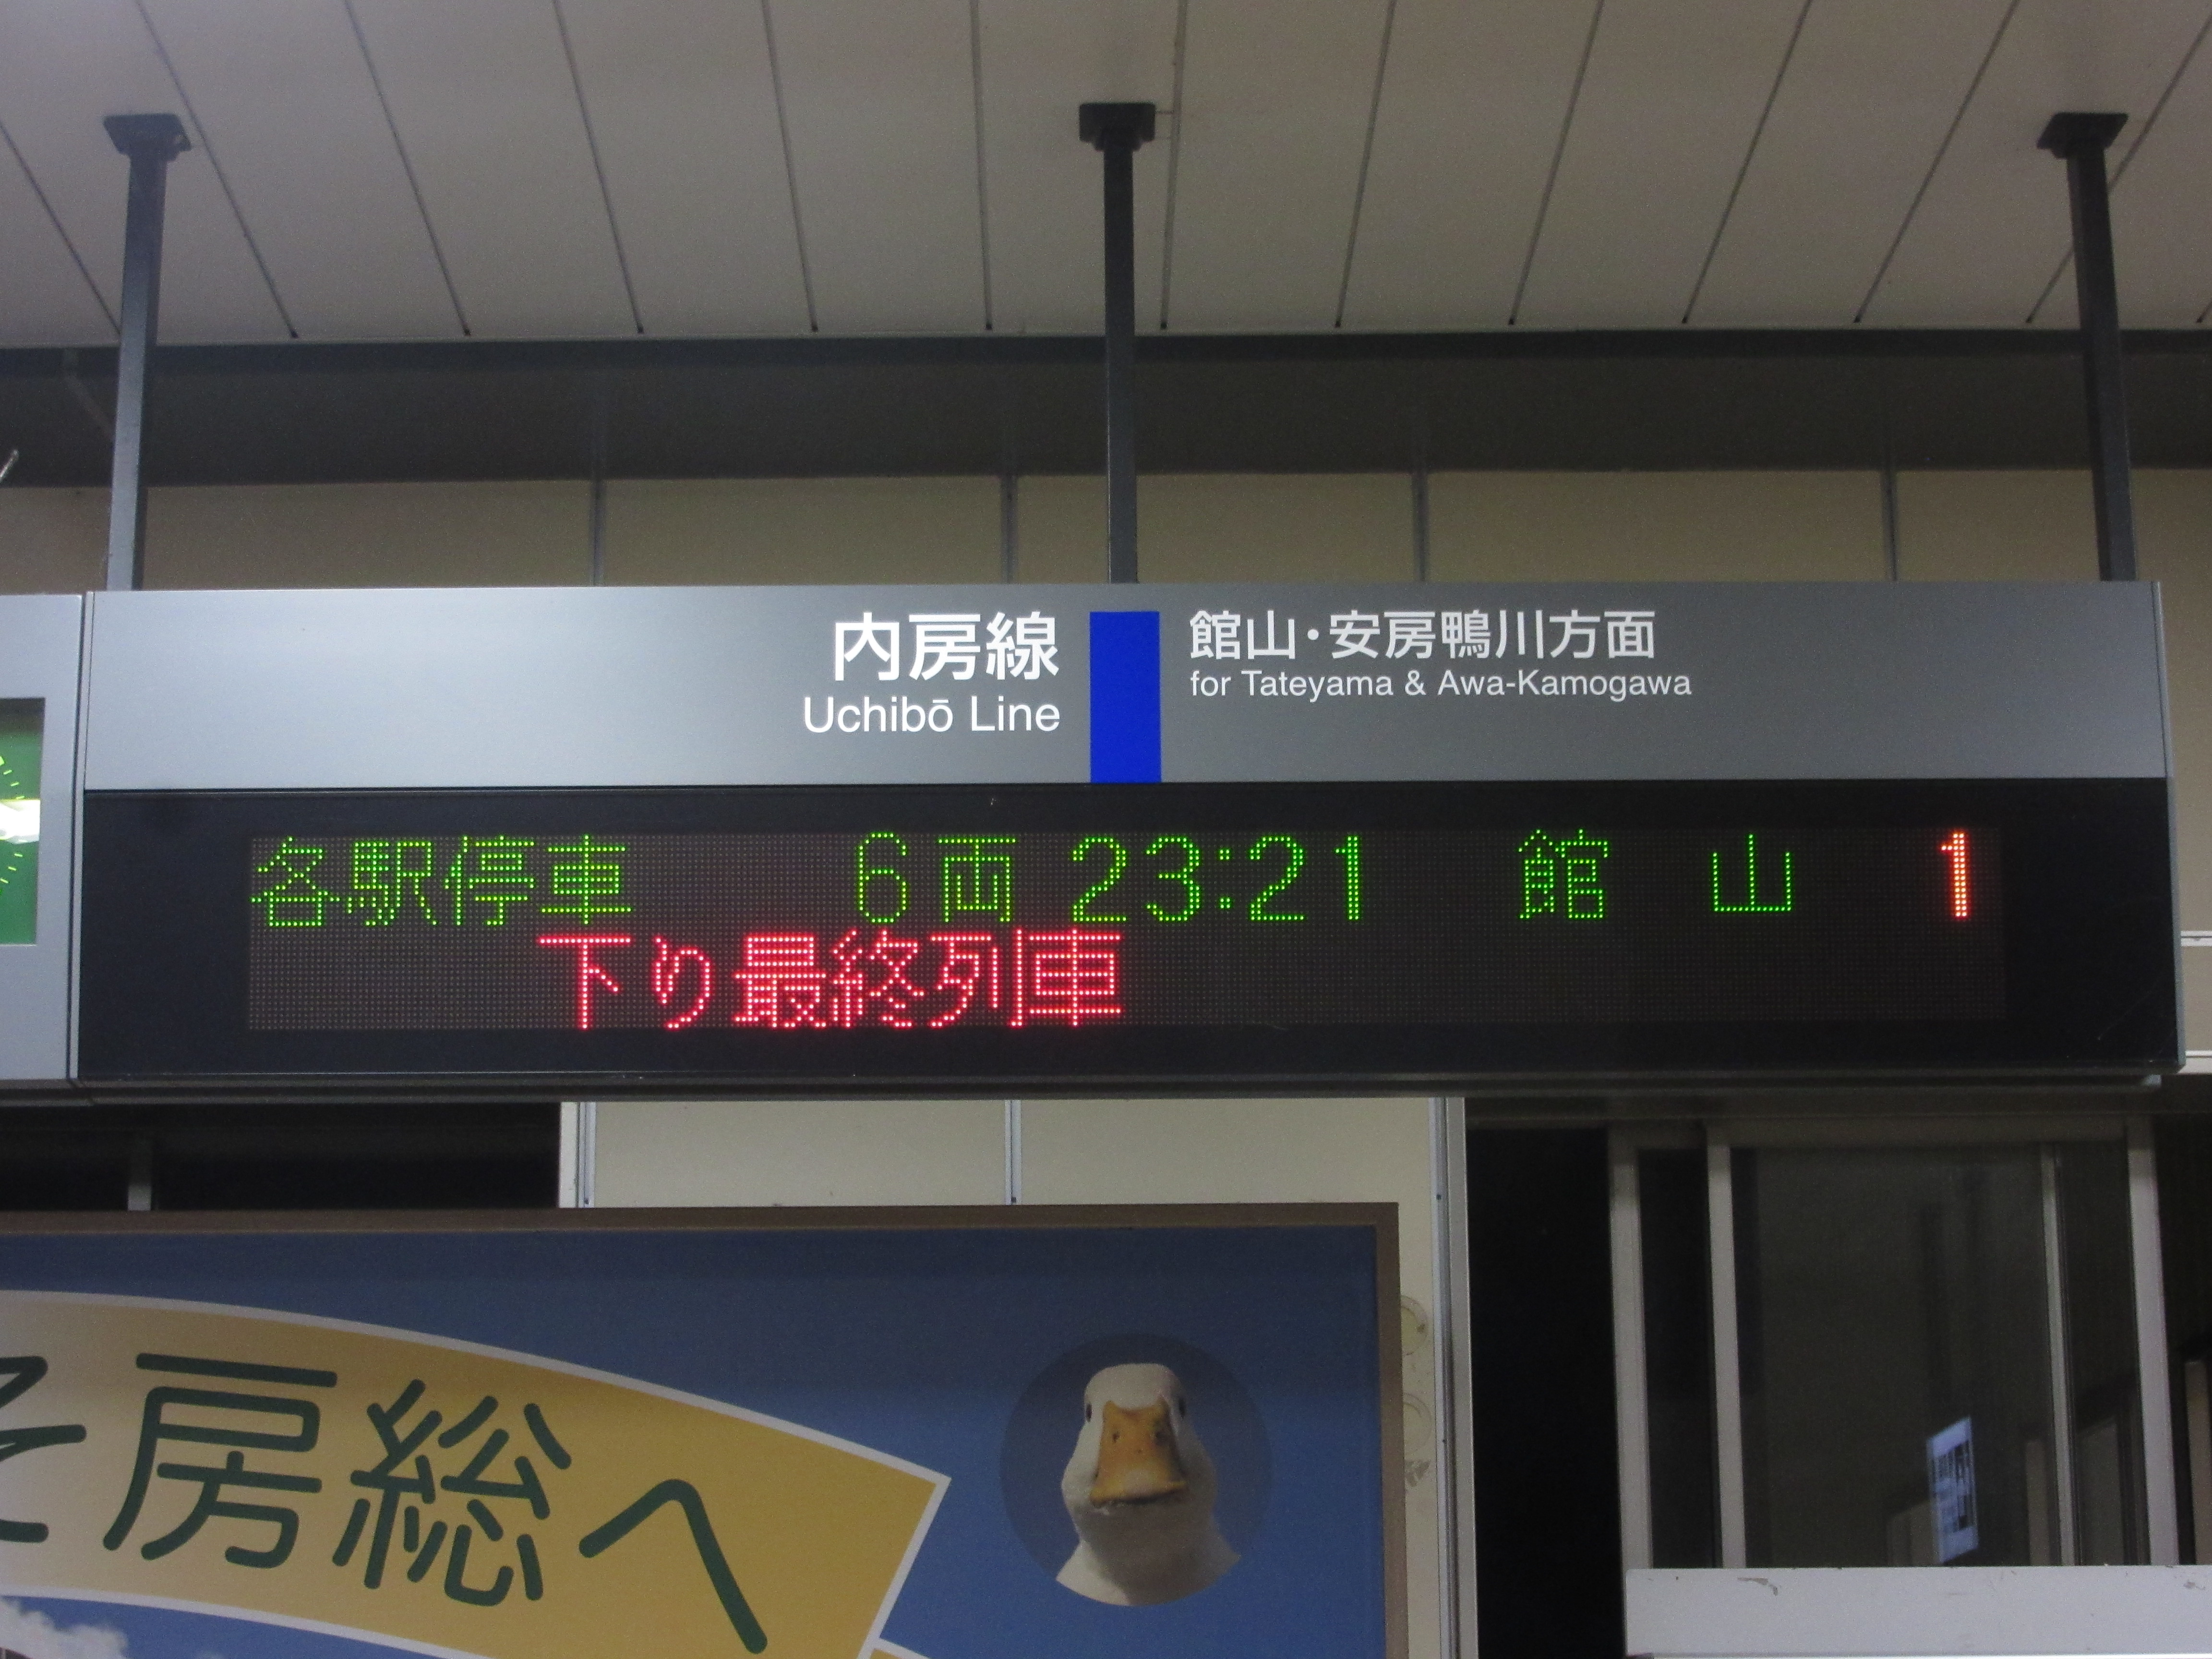 内房線
Uchibō Line
館山・安房鴨川方面
for Tateyama & Awa-Kamogawa
各駅停車 6両 23:21 館山 1
下り最終列車
そ房総へ